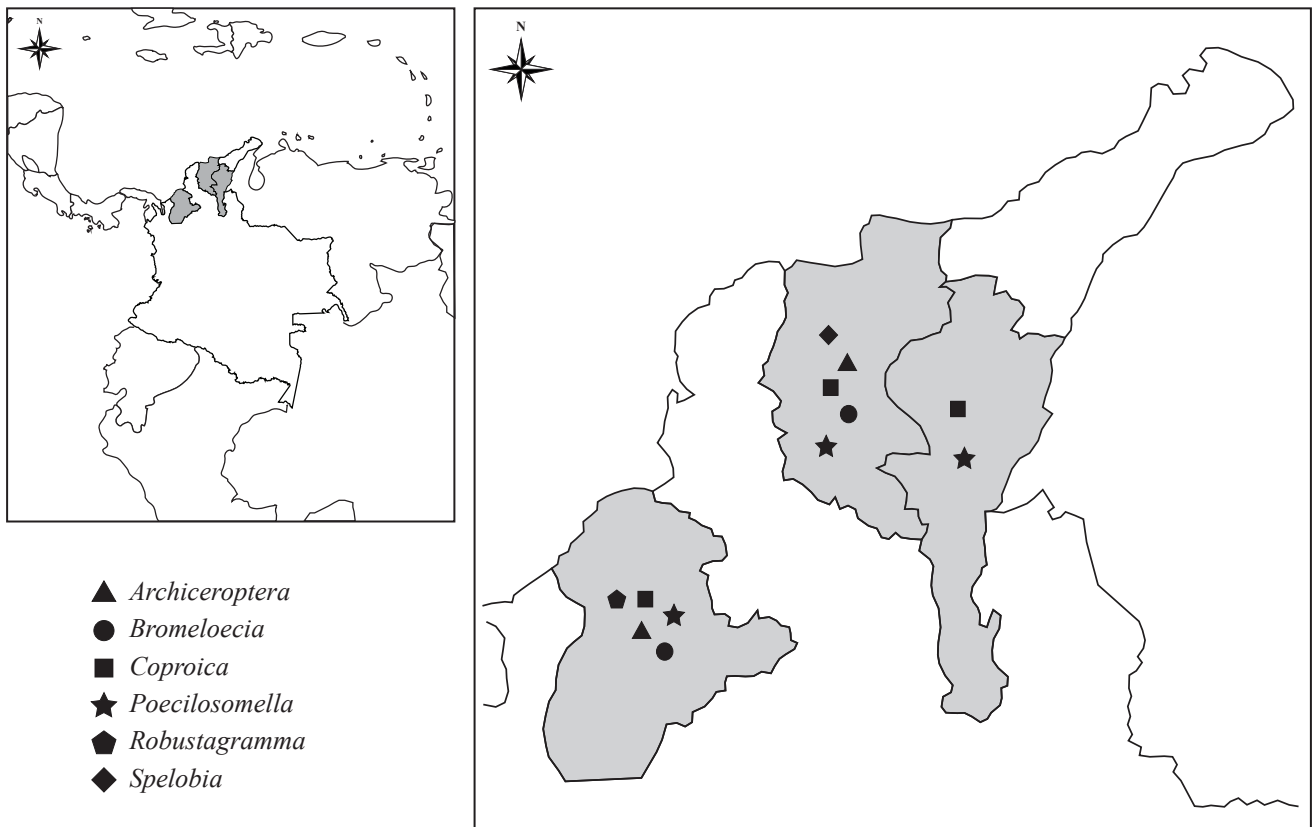 N
N
Archiceroptera
Bromeloecia
Coproica
Poecilosomella
Robustagramma
Spelobia